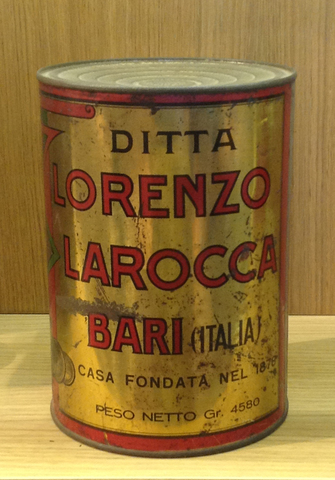 DITTA
LORENZO
LAROCCA
BARI (ITALIA)
CASA FONDATA NEL
PESO NETTO Gr. 4580